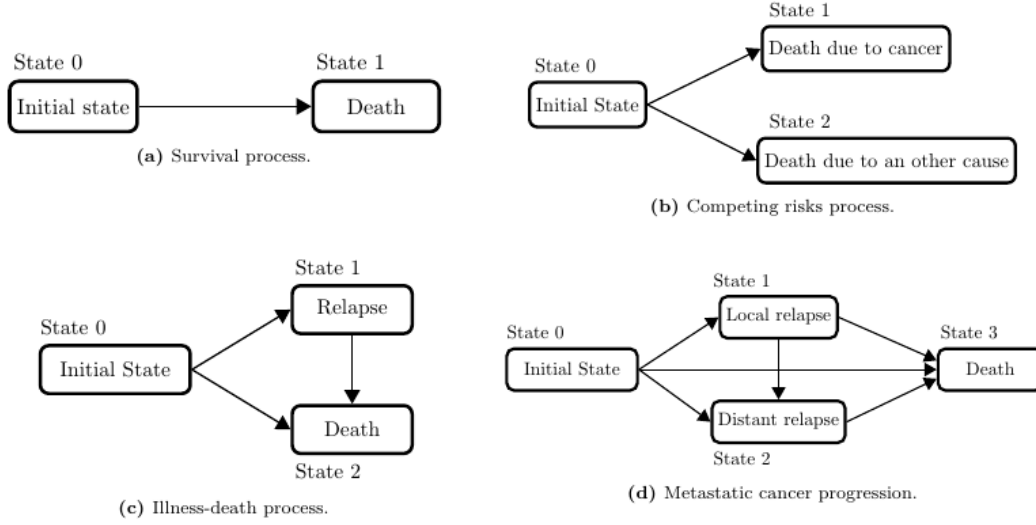 State 0
Initial state
State 1
Death
(a) Survival process.
State 0
Initial State
State 1
Death due to cancer
State 2
Death due to an other cause
(b) Competing risks process.
State 0
Initial State
State 1
Relapse
Death
State 2
(c) Illness-death process.
State 0
Initial State
State 1
Local relapse
Distant relapse
State 2
State 3
Death
(d) Metastatic cancer progression.